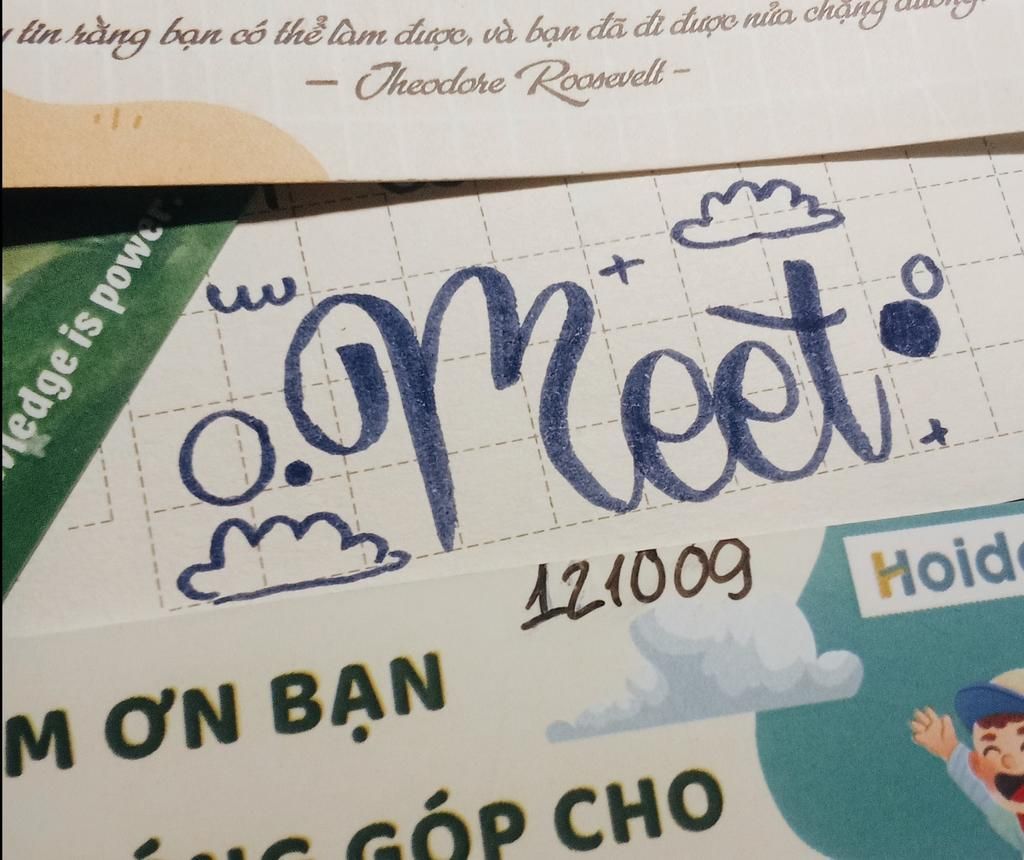 tin rằng bạn có thể làm được, và bạn đã đi được nửa chặng đường.
— Theodore Roosevelt -
ledge is power.
Meet
121009
Hoid
M ƠN BẠN
GÓP CHO